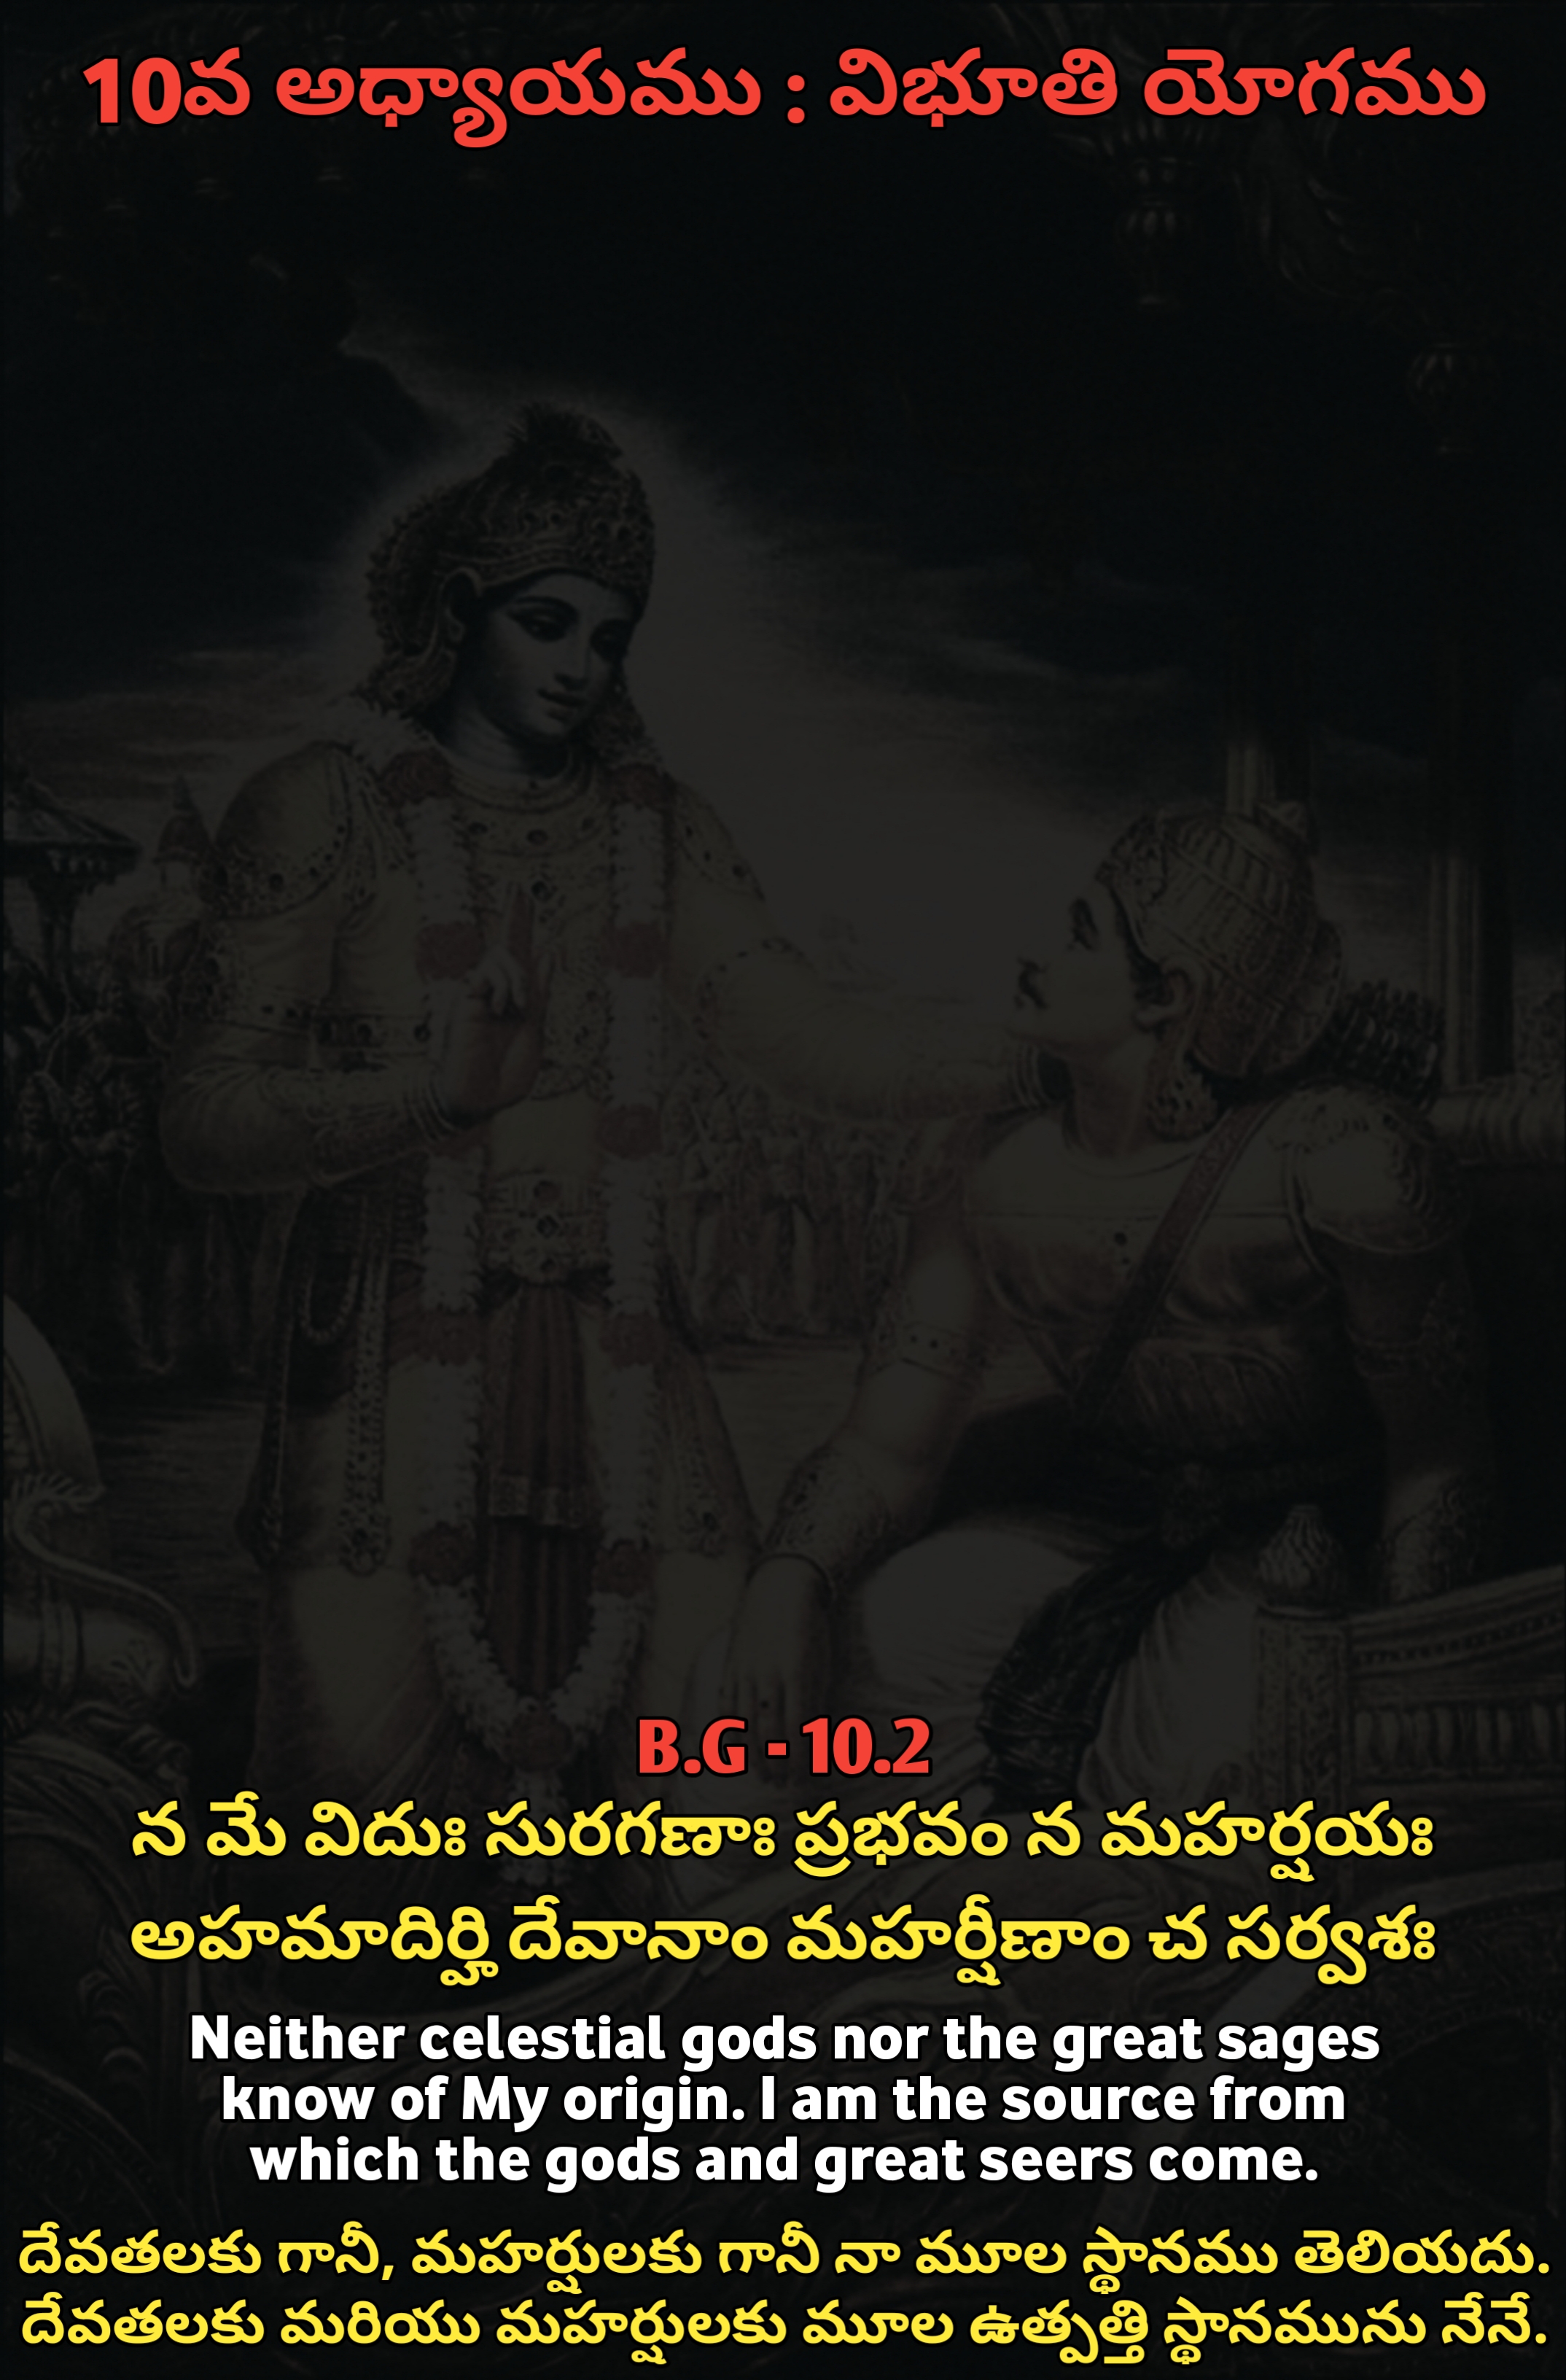 10వ అధ్యాయము : విభూతి యోగము
B.G - 10.2
న మే విదుః సురగణాః ప్రభవం న మహర్షయః
అహమాదిర్హి దేవానాం మహర్షీణాం చ సర్వశః
Neither celestial gods nor the great sages
know of My origin. I am the source from
which the gods and great seers come.
దేవతలకు గానీ, మహర్షులకు గానీ నా మూల స్థానము తెలియదు.
దేవతలకు మరియు మహర్షులకు మూల ఉత్పత్తి స్థానమును నేనే.